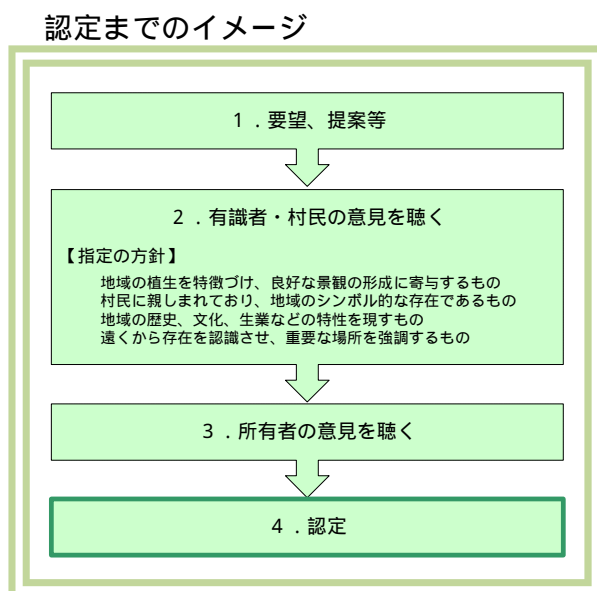 認定までのイメージ
1．要望、提案等
2．有識者・村民の意見を聴く
【指定の方針】
地域の植生を特徴づけ、良好な景観の形成に寄与するもの
村民に親しまれており、地域のシンボル的な存在であるもの
地域の歴史、文化、生業などの特性を現すもの
遠くから存在を認識させ、重要な場所を強調するもの
3．所有者の意見を聴く
4．認定